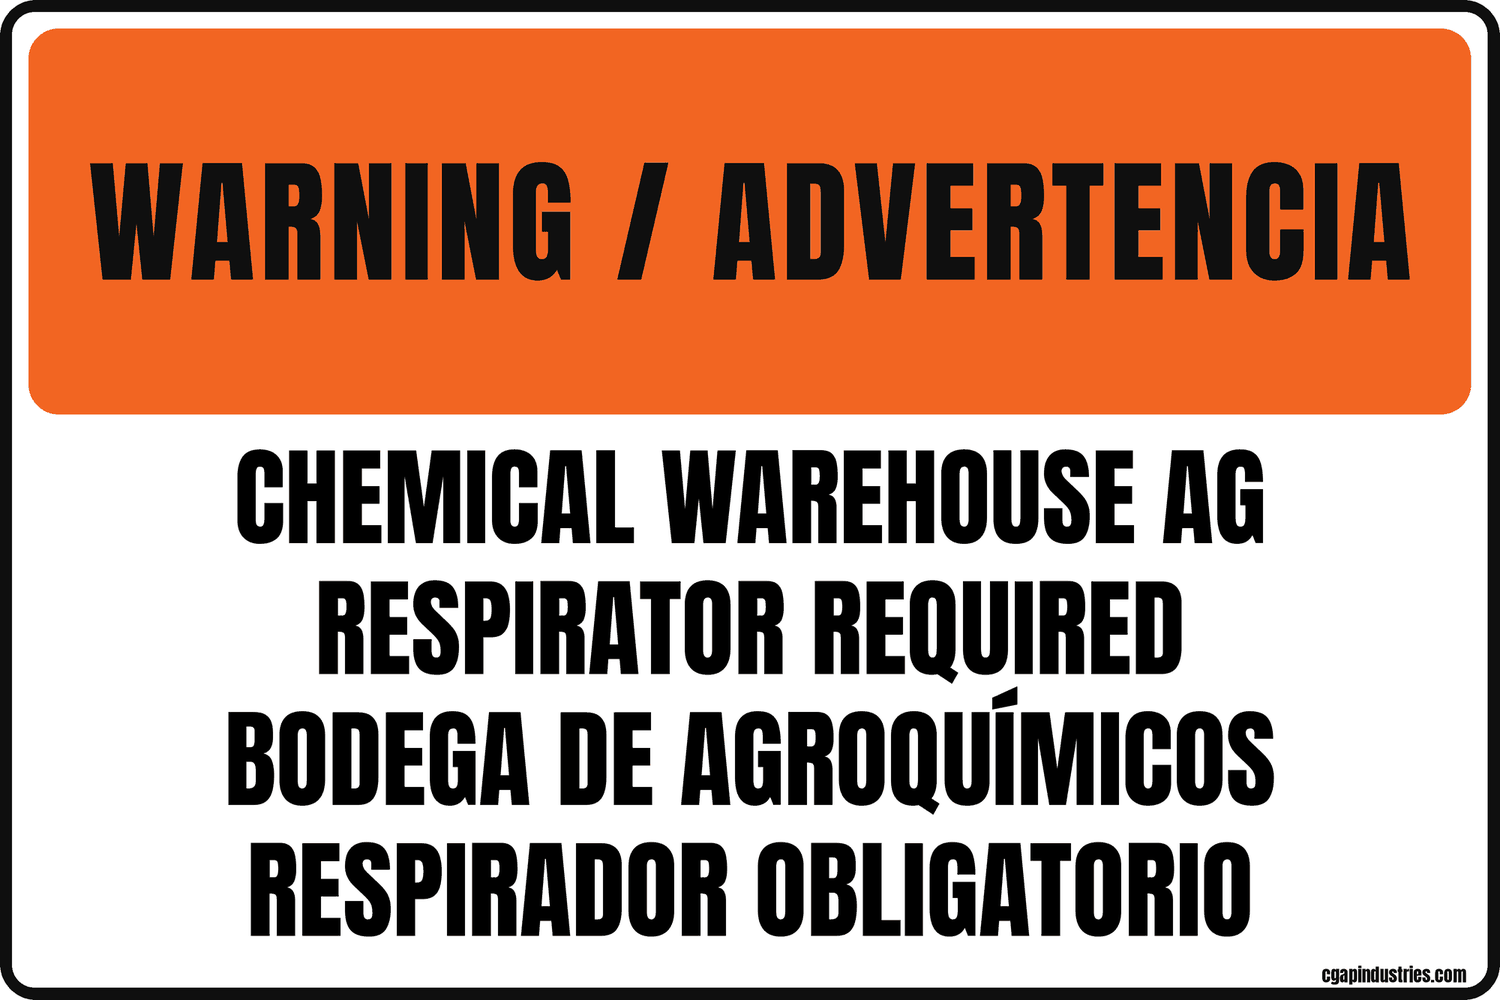 WARNING / ADVERTENCIA
CHEMICAL WAREHOUSE AG
RESPIRATOR REQUIRED
BODEGA DE AGROQUÍMICOS
RESPIRADOR OBLIGATORIO
cgapindustries.com